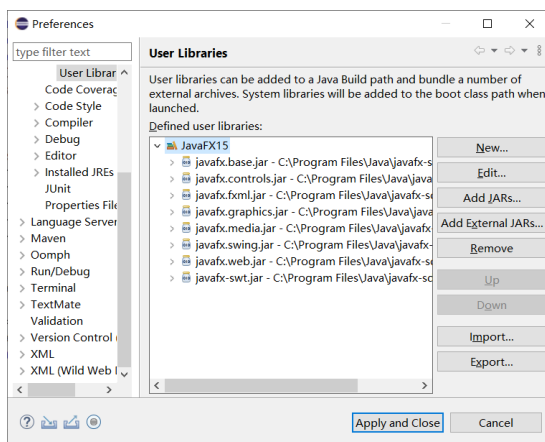 Preferences
type filter text
User Librar
Code Coverag
Code Style
Compiler
Debug
Editor
Installed JREs
JUnit
Properties File
Language Server
Maven
Oomph
Run/Debug
Terminal
TextMate
Validation
Version Control (
XML
XML (Wild Web
User Libraries
User libraries can be added to a Java Build path and bundle a number of
external archives. System libraries will be added to the boot class path when
launched.
Defined user libraries:
JavaFX15
javafx.base.jar - C:\Program Files\Java\javafx-s
javafx.controls.jar - C:\Program Files\Java\java
javafx.fxml.jar - C:\Program Files\Java\javafx-s
javafx.graphics.jar - C:\Program Files\Java\java
javafx.media.jar - C:\Program Files\Java\javafx-
javafx.swing.jar - C:\Program Files\Java\javafx-
javafx.web.jar - C:\Program Files\Java\javafx-s
javafx-swt.jar - C:\Program Files\Java\javafx-sc
New...
Edit...
Add JARs...
Add External JARs...
Remove
Up
Down
Import...
Export...
Apply and Close
Cancel